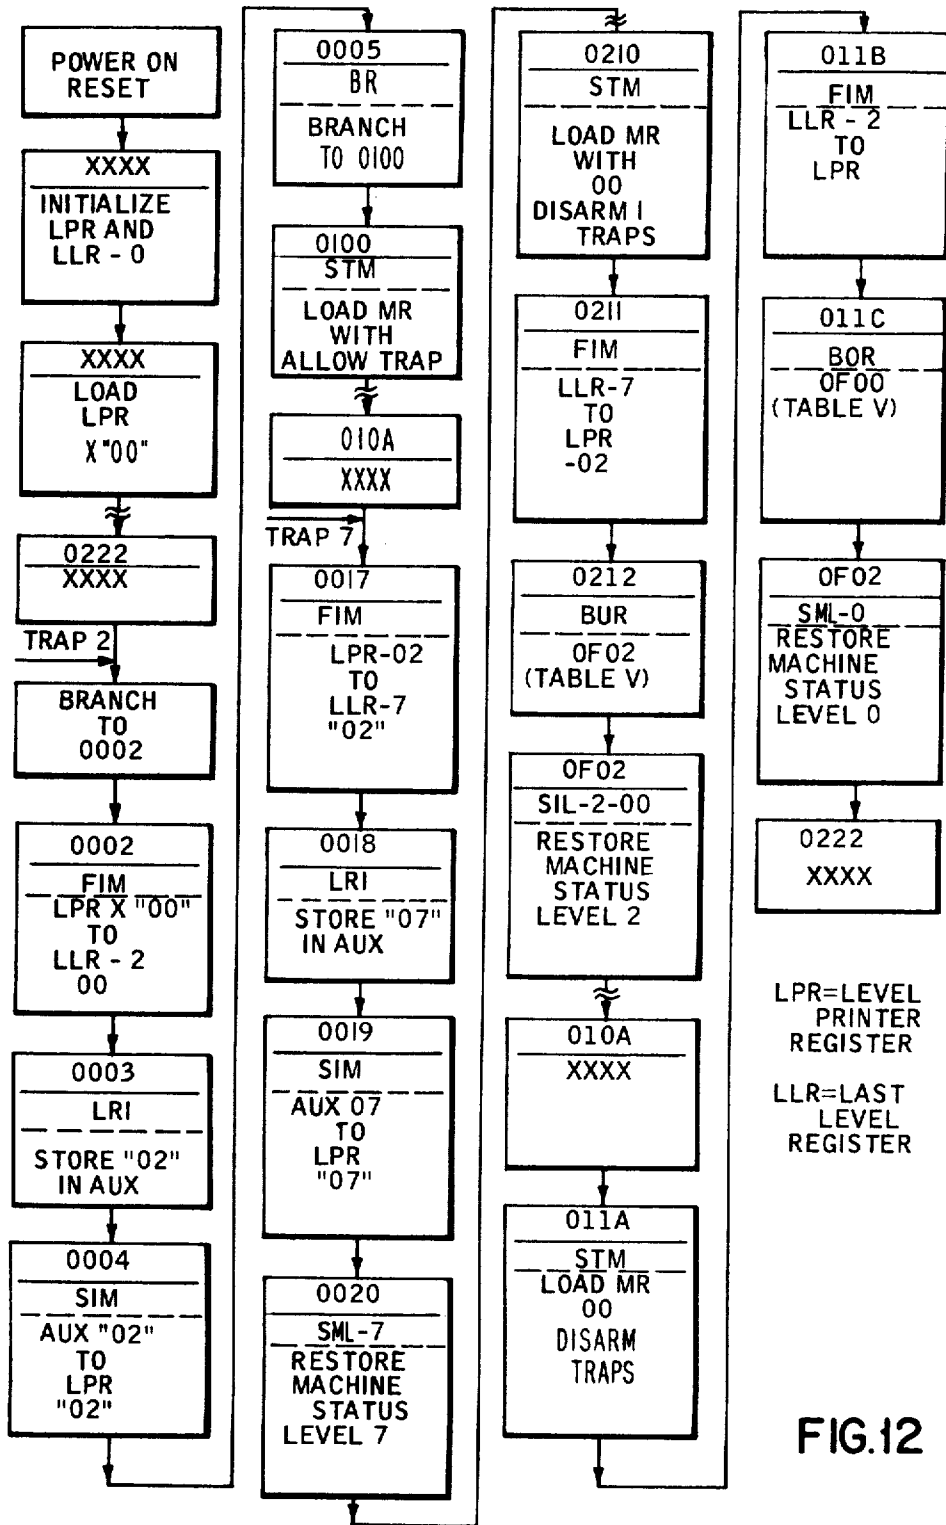 POWER ON
RESET
XXXX
INITIALIZE
LPR AND
LLR - 0
XXXX
LOAD
LPR
X "00"
0222
XXXX
TRAP 2
BRANCH
TO
0002
0002
FIM
LPR X "00"
TO
LLR - 2
00
0003
LRI
STORE "02"
IN AUX
0004
SIM
AUX "02"
TO
LPR
"02"
0005
BR
BRANCH
TO 0100
0100
STM
LOAD MR
WITH
ALLOW TRAP
010A
XXXX
TRAP 7
0017
FIM
LPR-02
TO
LLR-7
"02"
0018
LRI
STORE "07"
IN AUX
0019
SIM
AUX 07
TO
LPR
"07"
0020
SML-7
RESTORE
MACHINE
STATUS
LEVEL 7
0210
STM
LOAD MR
WITH
00
DISARM I
TRAPS
0211
FIM
LLR-7
TO
LPR
-02
0212
BUR
0F02
(TABLE V)
0F02
SIL-2-00
RESTORE
MACHINE
STATUS
LEVEL 2
010A
XXXX
011A
STM
LOAD MR
00
DISARM
TRAPS
011B
FIM
LLR - 2
TO
LPR
011C
BOR
0F00
(TABLE V)
0F02
SML-0
RESTORE
MACHINE
STATUS
LEVEL 0
0222
XXXX
LPR=LEVEL
PRINTER
REGISTER
LLR=LAST
LEVEL
REGISTER
FIG.12